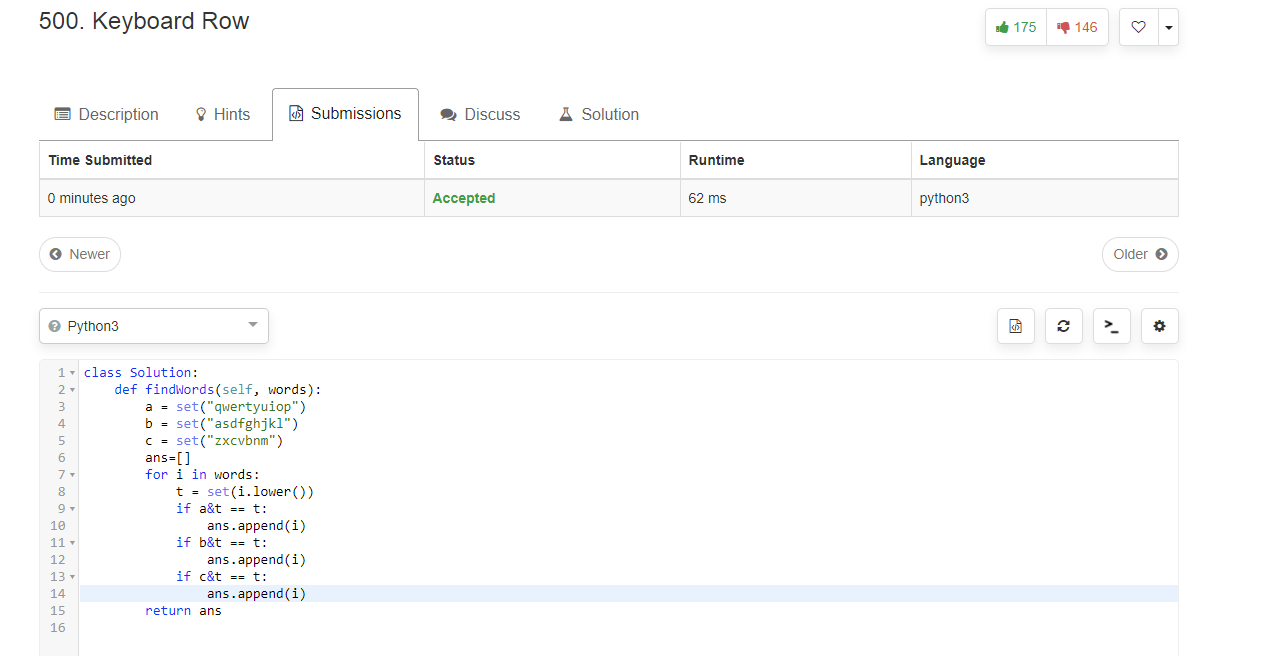 500. Keyboard Row
175 146
Description Hints Submissions Discuss Solution
Time Submitted Status Runtime Language
0 minutes ago Accepted 62 ms python3
Newer Older
Python3
1 class Solution:
2     def findWords(self, words):
3         a = set("qwertyuiop")
4         b = set("asdfghjkl")
5         c = set("zxcvbnm")
6         ans=[]
7         for i in words:
8             t = set(i.lower())
9             if a&t == t:
10                 ans.append(i)
11             if b&t == t:
12                 ans.append(i)
13             if c&t == t:
14                 ans.append(i)
15         return ans
16